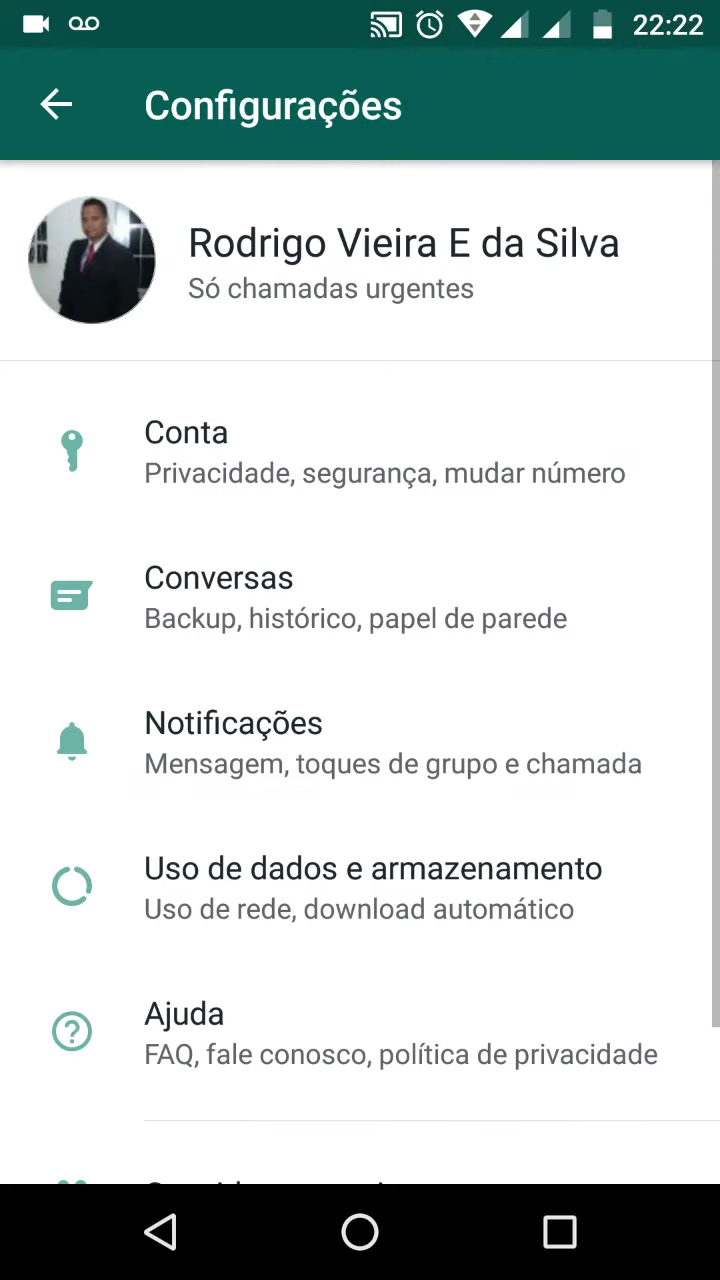 22:22
Configurações
Rodrigo Vieira E da Silva
Só chamadas urgentes
Conta
Privacidade, segurança, mudar número
Conversas
Backup, histórico, papel de parede
Notificações
Mensagem, toques de grupo e chamada
Uso de dados e armazenamento
Uso de rede, download automático
Ajuda
FAQ, fale conosco, política de privacidade